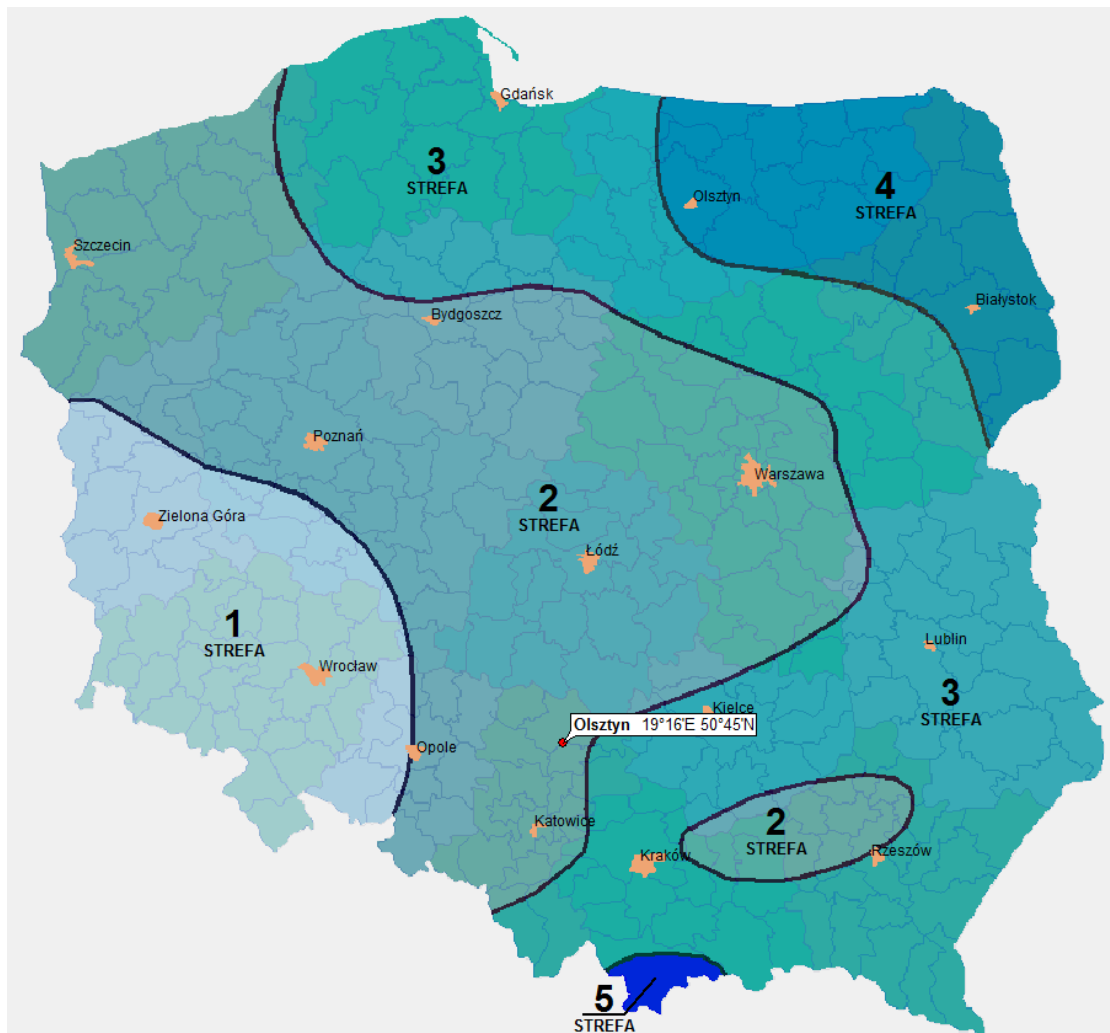 Gdańsk
3
STREFA
4
STREFA
Olsztyn
Szczecin
Białystok
Bydgoszcz
Poznań
Warszawa
2
STREFA
Zielona Góra
Łódź
1
STREFA
Wrocław
Lublin
3
STREFA
Kielce
Olsztyn 19°16'E 50°45'N
Opole
Katowice
2
STREFA
Kraków
Rzeszów
5
STREFA